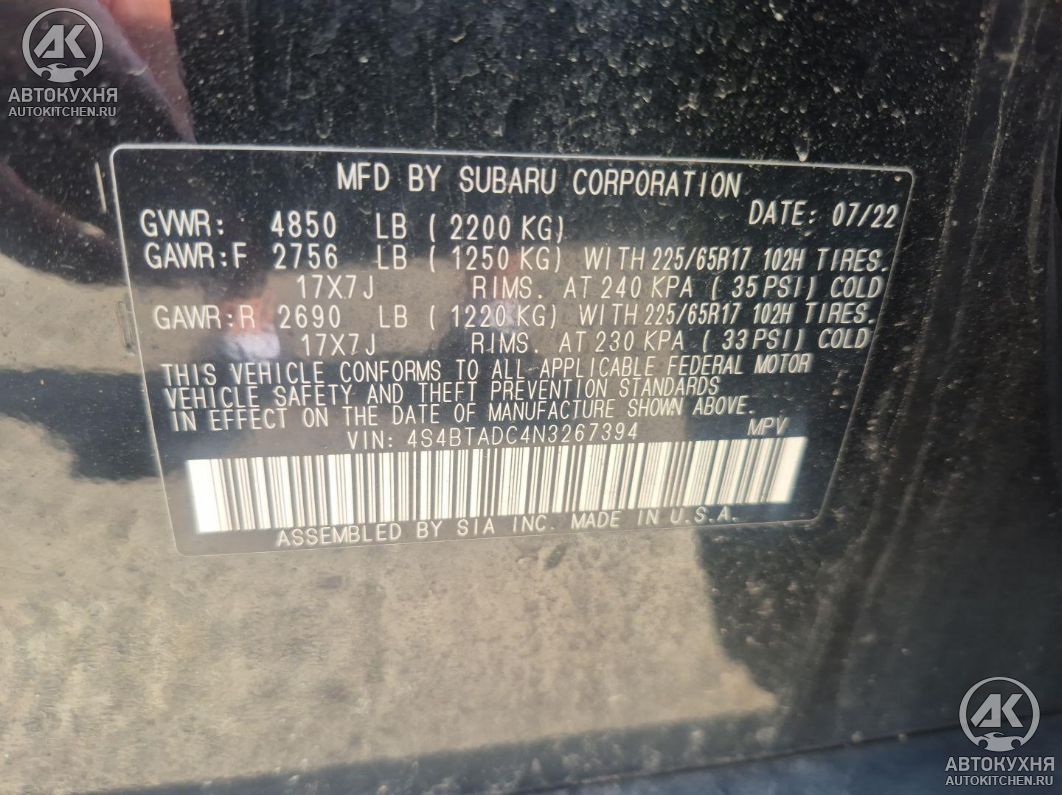 АК
АВТОКУХНЯ
AUTOKITCHEN.RU
MFD BY SUBARU CORPORATION
DATE: 07/22
GVWR: 4850 LB ( 2200 KG)
GAWR:F 2756 LB ( 1250 KG) WITH 225/65R17 102H TIRES.
17X7J RIMS. AT 240 KPA ( 35 PSI) COLD
GAWR:R 2690 LB ( 1220 KG) WITH 225/65R17 102H TIRES.
17X7J RIMS. AT 230 KPA ( 33 PSI) COLD
THIS VEHICLE CONFORMS TO ALL APPLICABLE FEDERAL MOTOR
VEHICLE SAFETY AND THEFT PREVENTION STANDARDS
IN EFFECT ON THE DATE OF MANUFACTURE SHOWN ABOVE.
VIN: 4S4BTADC4N3267394 MPV
ASSEMBLED BY SIA INC. MADE IN U.S.A.
АК
АВТОКУХНЯ
AUTOKITCHEN.RU